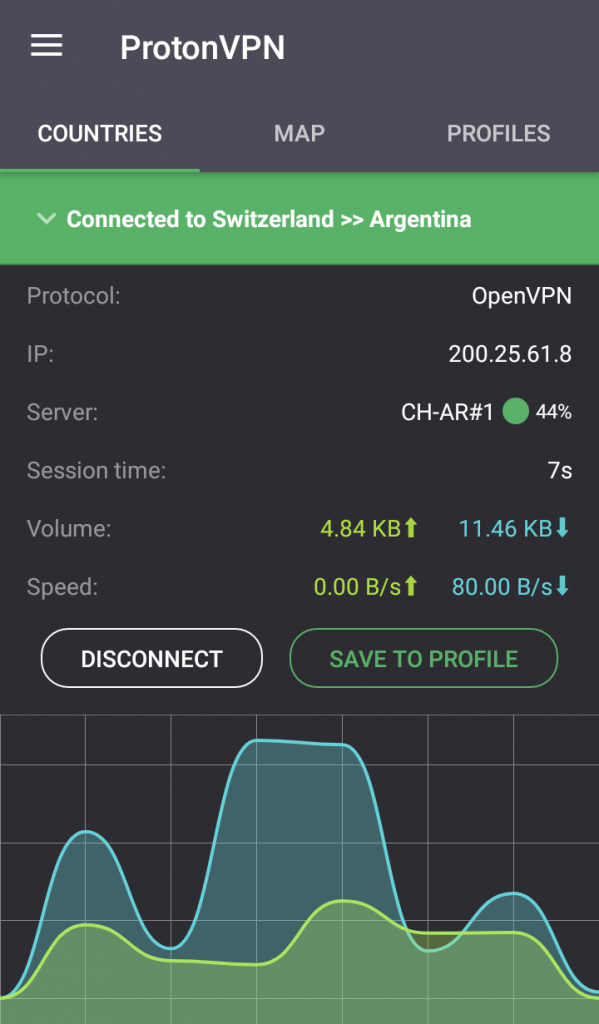 ProtonVPN
COUNTRIES MAP PROFILES
Connected to Switzerland >> Argentina
Protocol: OpenVPN
IP: 200.25.61.8
Server: CH-AR#1 44%
Session time: 7s
Volume: 4.84 KB 11.46 KB
Speed: 0.00 B/s 80.00 B/s
DISCONNECT SAVE TO PROFILE